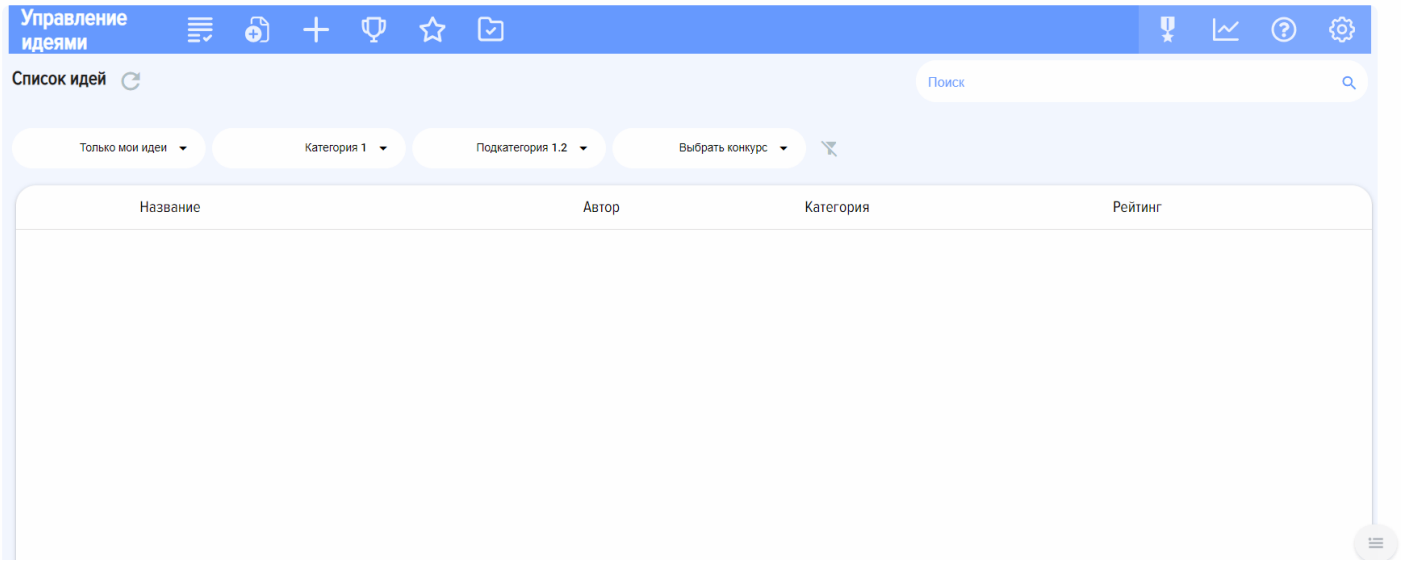 Управление
идеями
Список идей
Поиск
Только мои идеи
Категория 1
Подкатегория 1.2
Выбрать конкурс
Название
Автор
Категория
Рейтинг